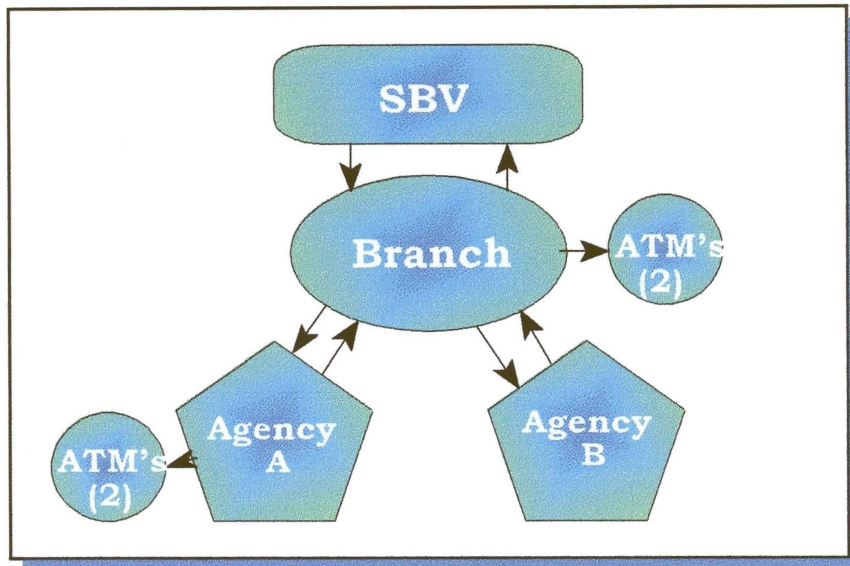 SBV
Branch
ATM's
(2)
Agency
A
Agency
B
ATM's
(2)